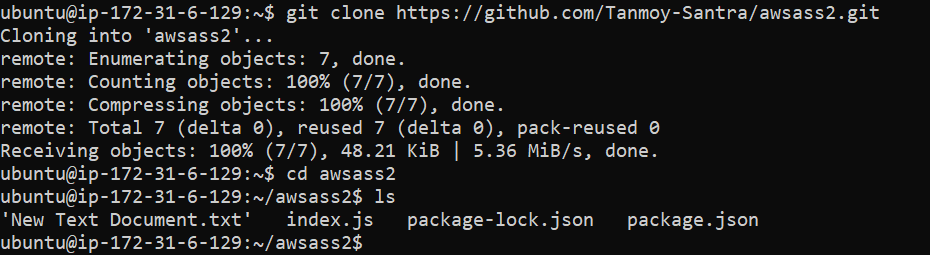 ubuntu@ip-172-31-6-129:~$ git clone https://github.com/Tanmoy-Santra/awsass2.git
Cloning into 'awsass2'...
remote: Enumerating objects: 7, done.
remote: Counting objects: 100% (7/7), done.
remote: Compressing objects: 100% (7/7), done.
remote: Total 7 (delta 0), reused 7 (delta 0), pack-reused 0
Receiving objects: 100% (7/7), 48.21 KiB | 5.36 MiB/s, done.
ubuntu@ip-172-31-6-129:~$ cd awsass2
ubuntu@ip-172-31-6-129:~/awsass2$ ls
'New Text Document.txt'   index.js   package-lock.json   package.json
ubuntu@ip-172-31-6-129:~/awsass2$